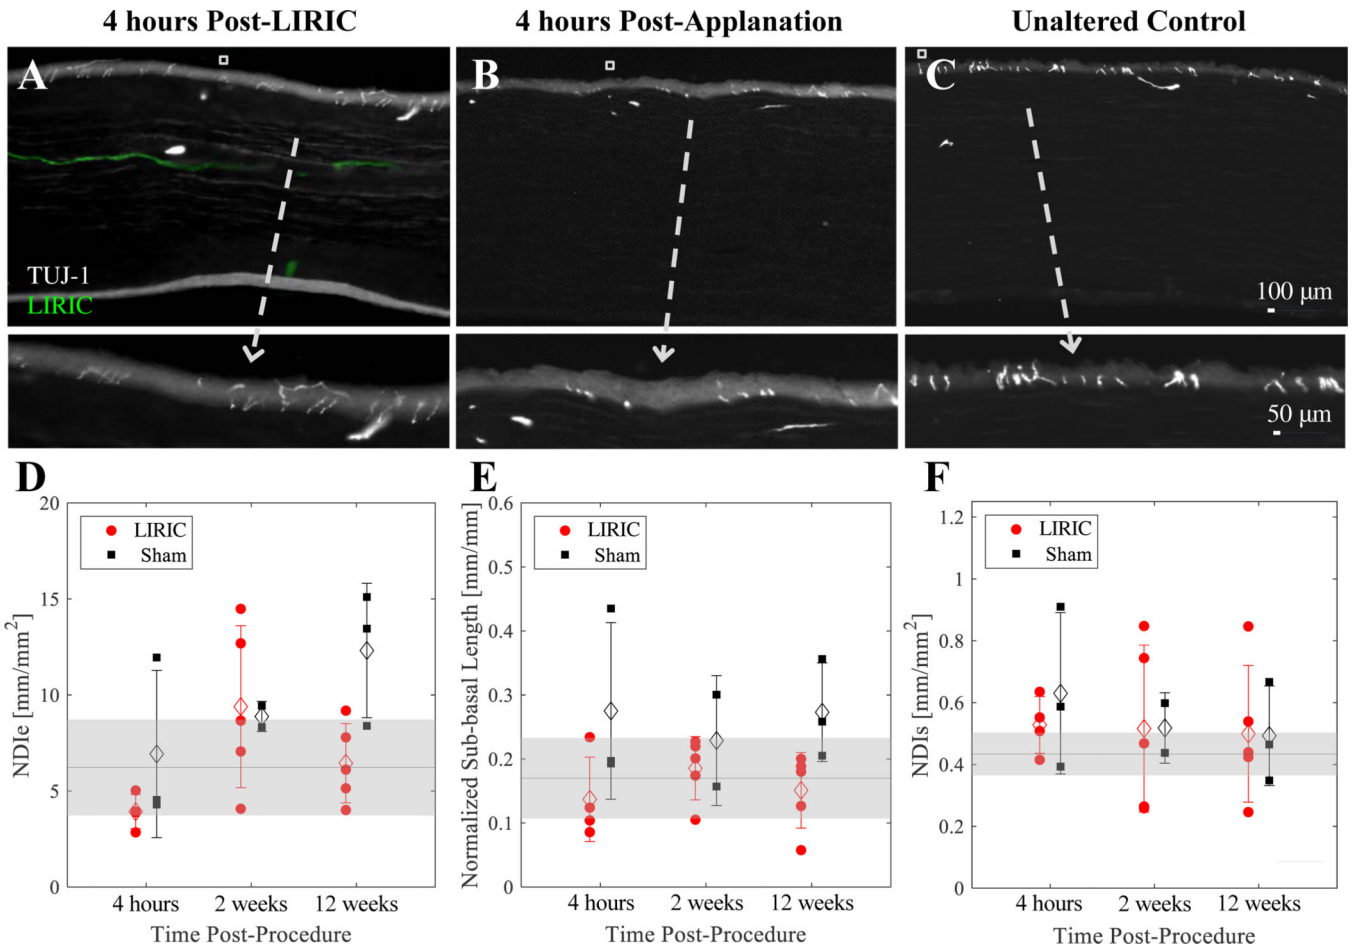 4 hours Post-LIRIC
4 hours Post-Applanation
Unaltered Control
A
B
C
TUJ-1
LIRIC
100 µm
50 µm
D
E
F
20
15
10
5
0
NDIe [mm/mm²]
LIRIC
Sham
4 hours
2 weeks
12 weeks
Time Post-Procedure
0.6
0.5
0.4
0.3
0.2
0.1
0
Normalized Sub-basal Length [mm/mm]
LIRIC
Sham
4 hours
2 weeks
12 weeks
Time Post-Procedure
1.2
1
0.8
0.6
0.4
0.2
0
NDIs [mm/mm²]
LIRIC
Sham
4 hours
2 weeks
12 weeks
Time Post-Procedure